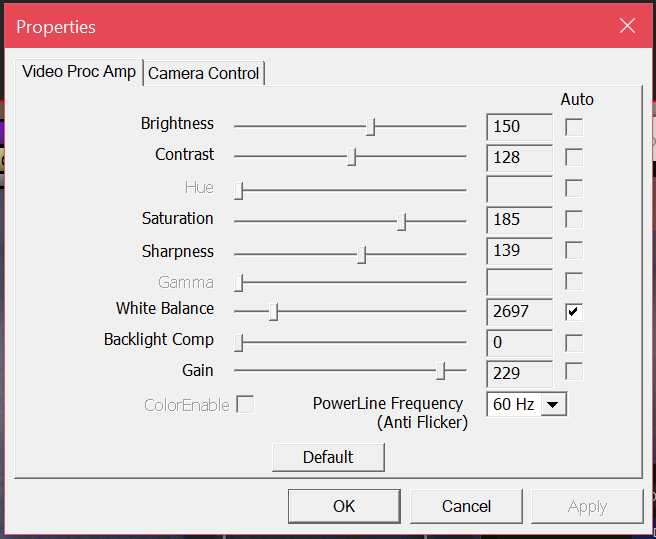 Properties
Video Proc Amp
Camera Control
Auto
Brightness 150
Contrast 128
Hue
Saturation 185
Sharpness 139
Gamma
White Balance 2697
Backlight Comp 0
Gain 229
ColorEnable PowerLine Frequency 60 Hz
(Anti Flicker)
Default
OK Cancel Apply